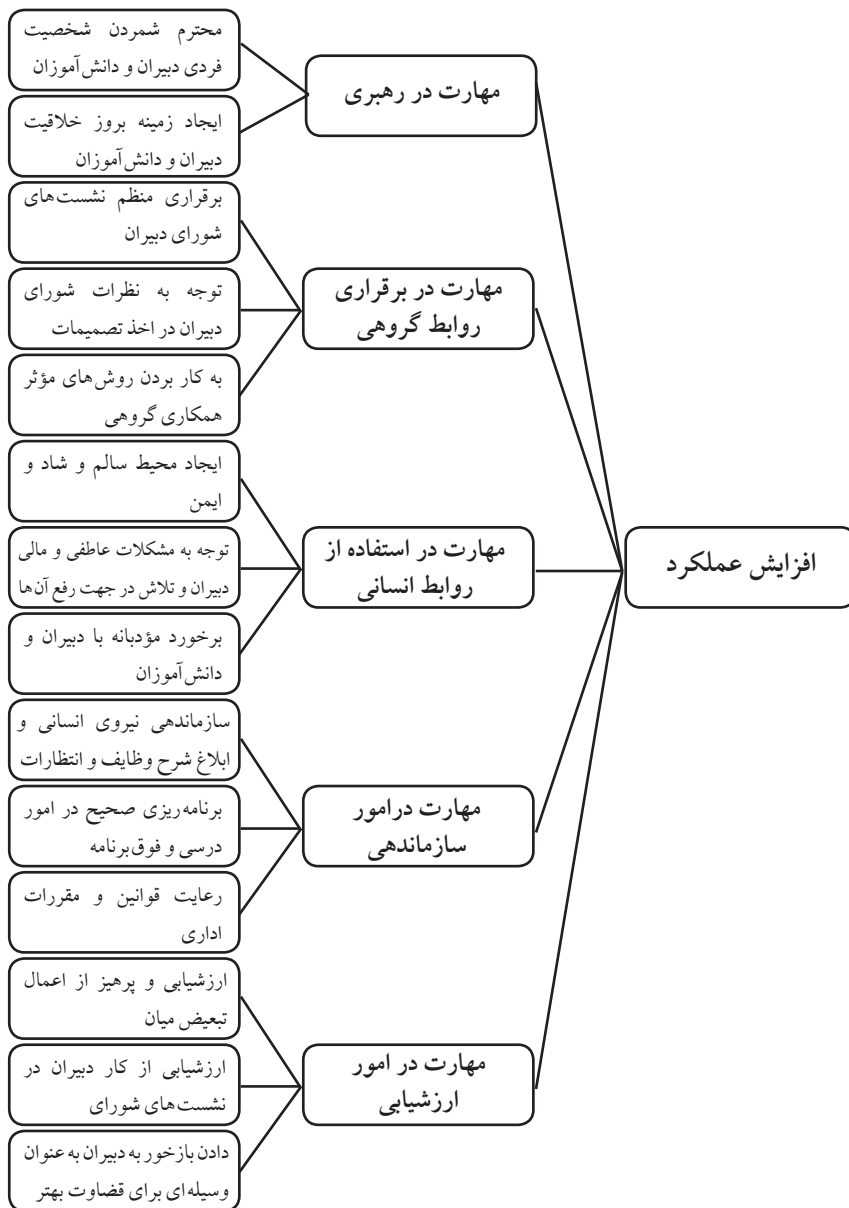 افزایش عملکرد
مهارت در رهبری
محترم شمردن شخصیت
فردی دبیران و دانش‌آموزان
ایجاد زمینه بروز خلاقیت
دبیران و دانش‌آموزان
مهارت در برقراری
روابط گروهی
برقراری منظم نشست‌های
شورای دبیران
توجه به نظرات شورای
دبیران در اخذ تصمیمات
به کار بردن روش‌های مؤثر
همکاری گروهی
مهارت در استفاده از
روابط انسانی
ایجاد محیط سالم و شاد و
ایمن
توجه به مشکلات عاطفی و مالی
دبیران و تلاش در جهت رفع آن‌ها
برخورد مؤدبانه با دبیران و
دانش‌آموزان
مهارت درامور
سازماندهی
سازماندهی نیروی انسانی و
ابلاغ شرح وظایف و انتظارات
برنامه‌ریزی صحیح در امور
درسی و فوق‌برنامه
رعایت قوانین و مقررات
اداری
مهارت در امور
ارزشیابی
ارزشیابی و پرهیز از اعمال
تبعیض میان
ارزشیابی از کار دبیران در
نشست‌های شورای
دادن بازخور به دبیران به عنوان
وسیله‌ای برای قضاوت بهتر